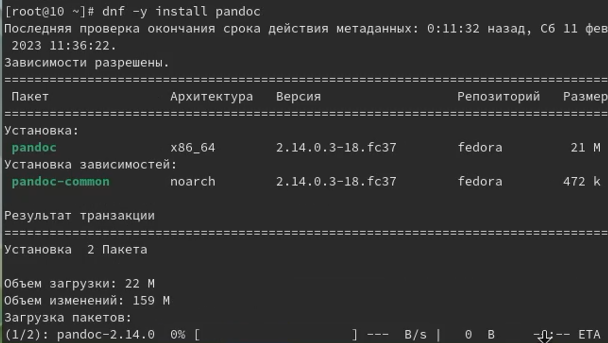 [root@10 ~]# dnf -y install pandoc
Последняя проверка окончания срока действия метаданных: 0:11:32 назад, Сб 11 фев
2023 11:36:22.
Зависимости разрешены.
================================================================================
Пакет Архитектура Версия Репозиторий Размер
================================================================================
Установка:
pandoc x86_64 2.14.0.3-18.fc37 fedora 21 M
Установка зависимостей:
pandoc-common noarch 2.14.0.3-18.fc37 fedora 472 k
Результат транзакции
================================================================================
Установка 2 Пакета
Объем загрузки: 22 M
Объем изменений: 159 M
Загрузка пакетов:
(1/2): pandoc-2.14.0 0% [ ] --- B/s | 0 B --:-- ETA